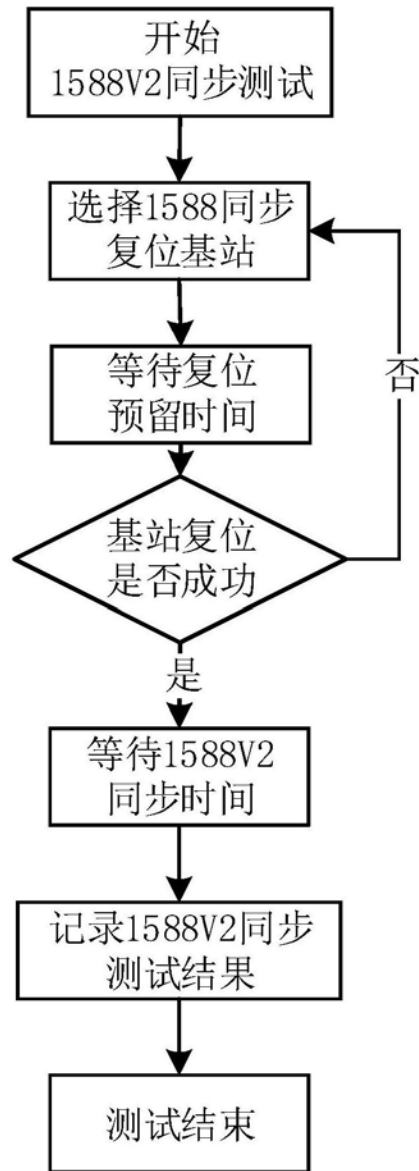 开始
1588V2同步测试
选择1588同步
复位基站
等待复位
预留时间
否
基站复位
是否成功
是
等待1588V2
同步时间
记录1588V2同步
测试结果
测试结束